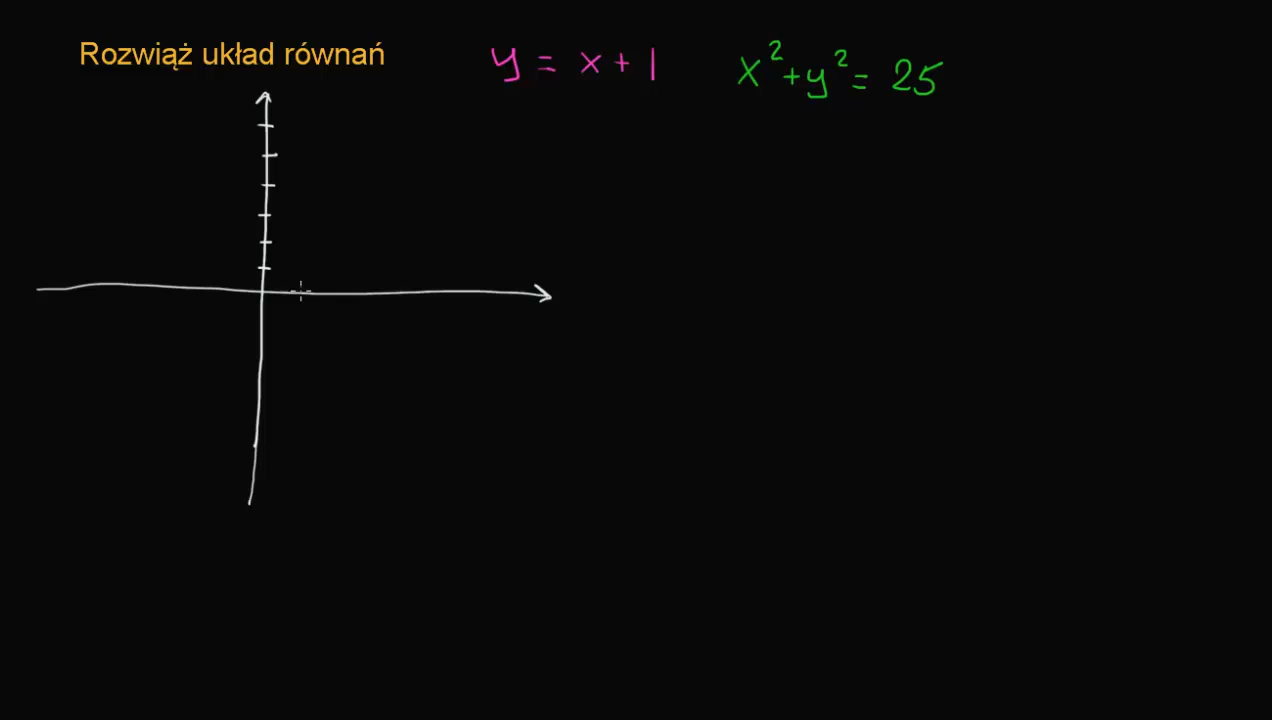 Rozwiąż układ równań y = x + 1 x² + y² = 25